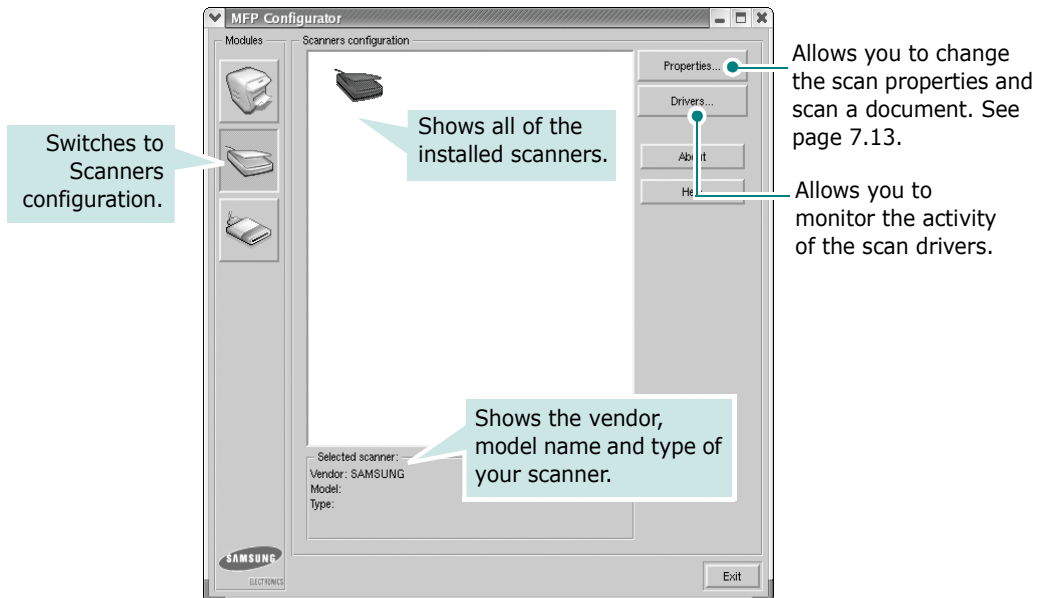 MFP Configurator
Modules
Scanners configuration
Properties...
Drivers...
About
Switches to
Scanners
configuration.
Shows all of the
installed scanners.
Allows you to change
the scan properties and
scan a document. See
page 7.13.
Allows you to
monitor the activity
of the scan drivers.
Shows the vendor,
model name and type of
your scanner.
Selected scanner:
Vendor: SAMSUNG
Model:
Type:
SAMSUNG
ELECTRONICS
Exit